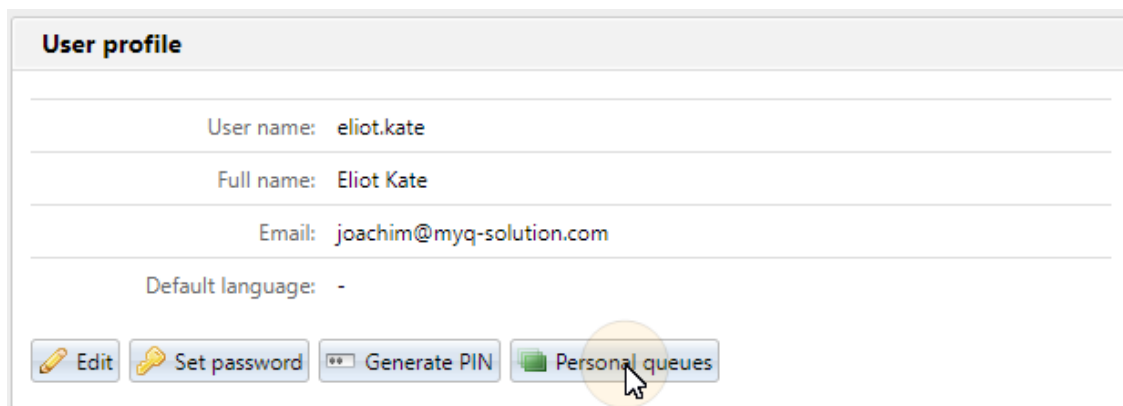 User profile
User name: eliot.kate
Full name: Eliot Kate
Email: joachim@myq-solution.com
Default language: -
Edit Set password Generate PIN Personal queues